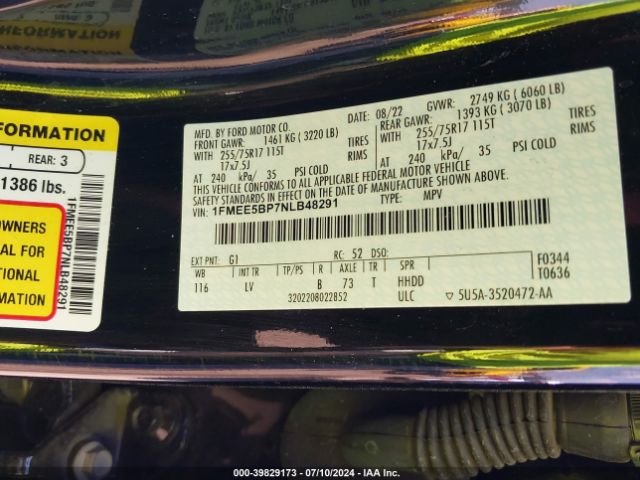 INFORMATION
BY FORD MOTOR CO
FORMATION
REAR: 3
1386 lbs.
OWNERS
AL FOR
TIONAL
ING
1FMEE5BP7NLB48291
MFD. BY FORD MOTOR CO.
DATE: 08/22 GVWR: 2749 KG ( 6060 LB)
FRONT GAWR: 1461 KG ( 3220 LB) REAR GAWR: 1393 KG ( 3070 LB)
WITH 255/75R17 115T TIRES WITH 255/75R17 115T TIRES
17x7.5J RIMS 17x7.5J RIMS
AT 240 kPa/ 35 PSI COLD AT 240 kPa/ 35 PSI COLD
THIS VEHICLE CONFORMS TO ALL APPLICABLE FEDERAL MOTOR VEHICLE
SAFETY STANDARDS IN EFFECT ON THE DATE OF MANUFACTURE SHOWN ABOVE.
VIN: 1FMEE5BP7NLB48291 TYPE: MPV
EXT PNT: G1 RC: 52 DSO:
WB INT TR TP/PS R AXLE TR SPR
116 LV B 73 T HHDD
3202208022852 ULC
F0344
T0636
▽ 5U5A-3520472-AA
000-39829173 - 07/10/2024 - IAA Inc.